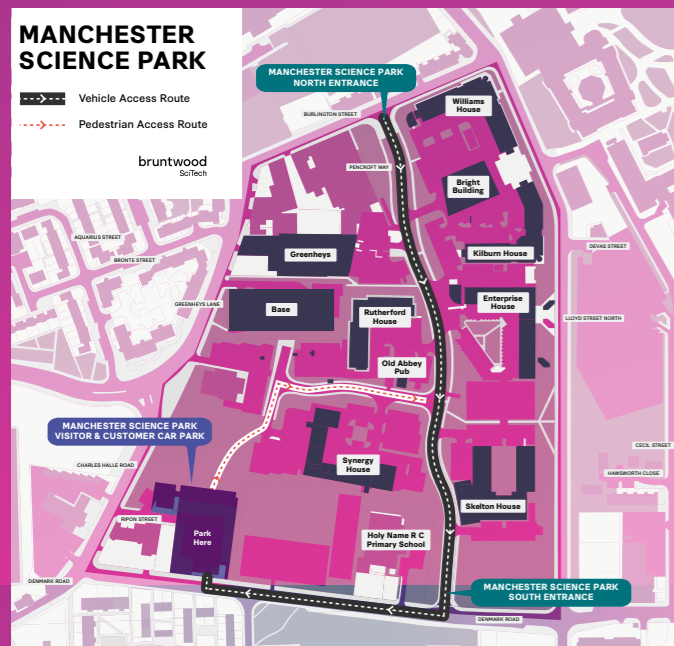 MANCHESTER
SCIENCE PARK
Vehicle Access Route
Pedestrian Access Route
bruntwood
SciTech
MANCHESTER SCIENCE PARK
NORTH ENTRANCE
BURLINGTON STREET
Williams
House
PENCROFT WAY
Bright
Building
AQUARIUS STREET
BRONTE STREET
Greenheys
Kilburn House
DEVAS STREET
GREENHEYS LANE
Base
Rutherford
House
Enterprise
House
LLOYD STREET NORTH
Old Abbey
Pub
MANCHESTER SCIENCE PARK
VISITOR & CUSTOMER CAR PARK
CHARLES HALLE ROAD
Synergy
House
CECIL STREET
HAWSWORTH CLOSE
Skelton House
RIPON STREET
Park
Here
Holy Name R C
Primary School
DENMARK ROAD
MANCHESTER SCIENCE PARK
SOUTH ENTRANCE
DENMARK ROAD